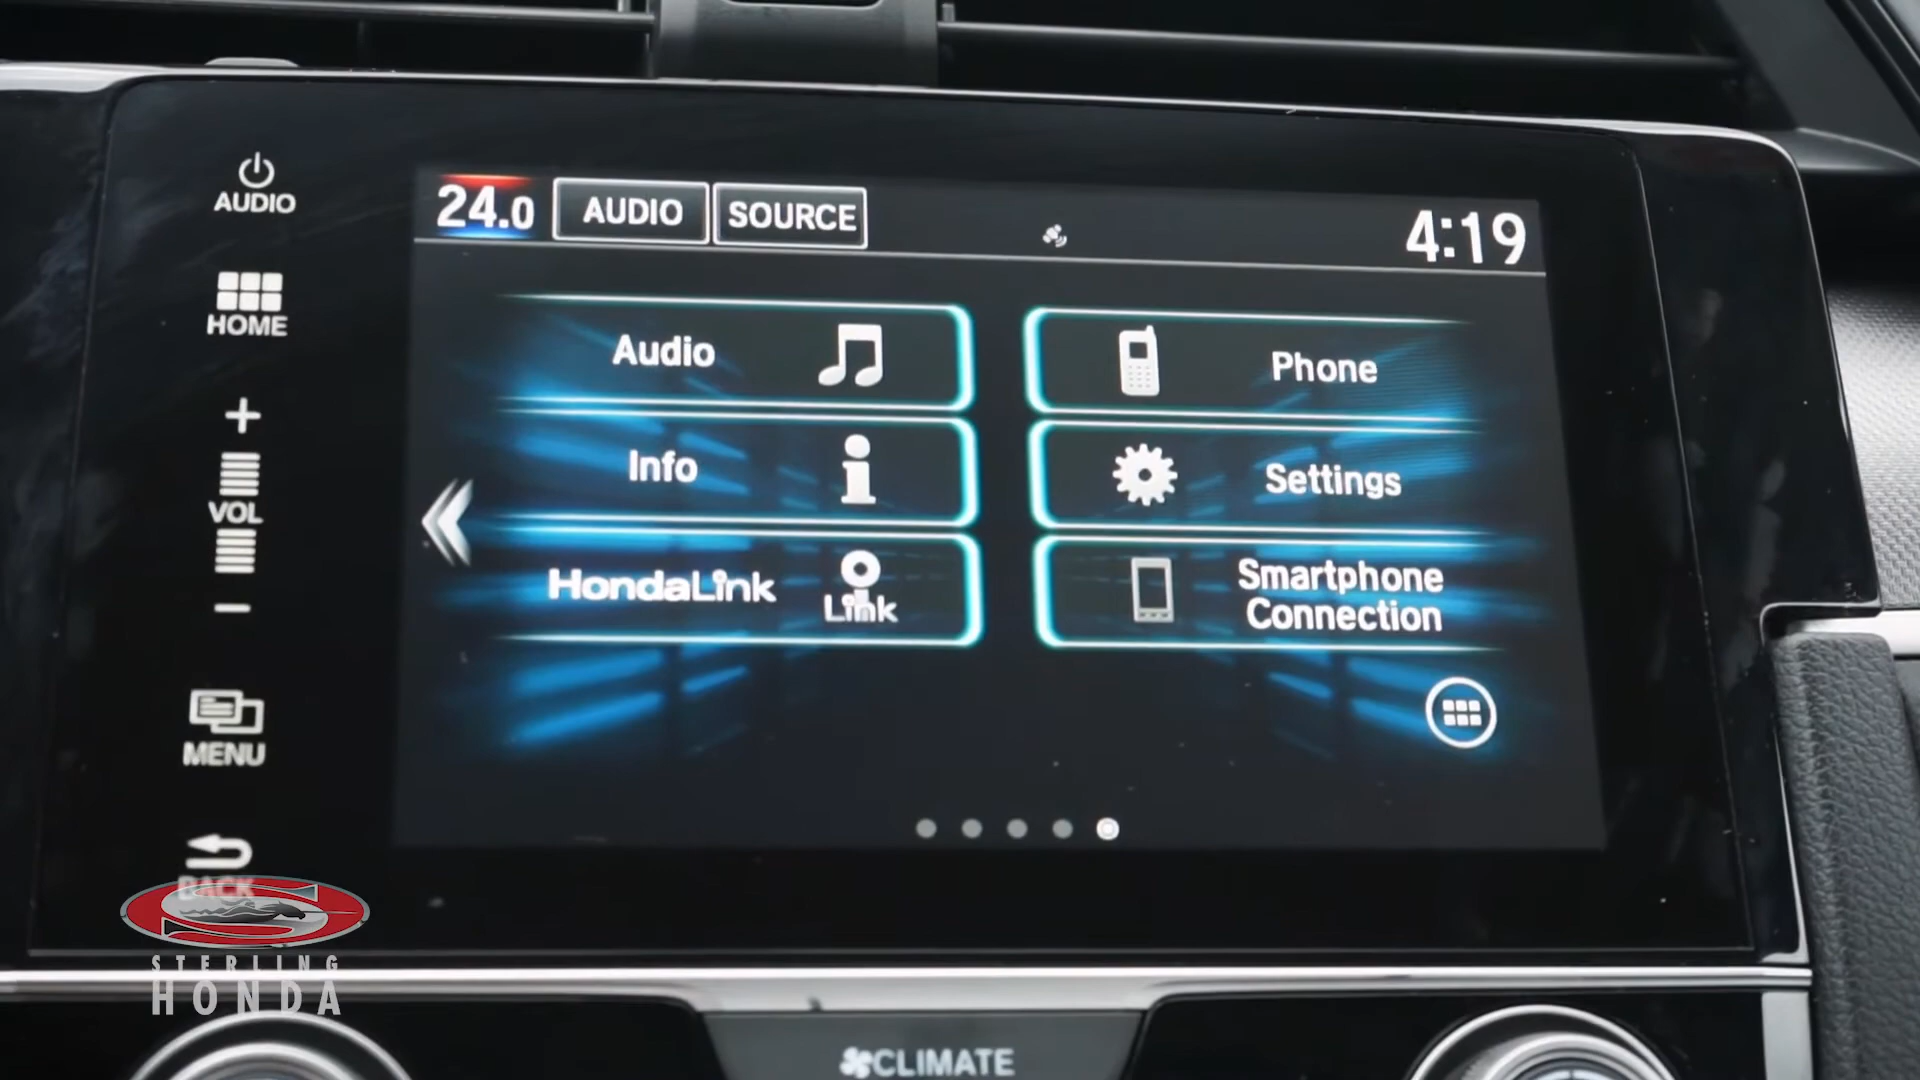 AUDIO
HOME
VOL
MENU
BACK
24.0 AUDIO SOURCE 4:19
Audio
Phone
Info
Settings
HondaLink
Link
Smartphone
Connection
STERLING
HONDA
CLIMATE